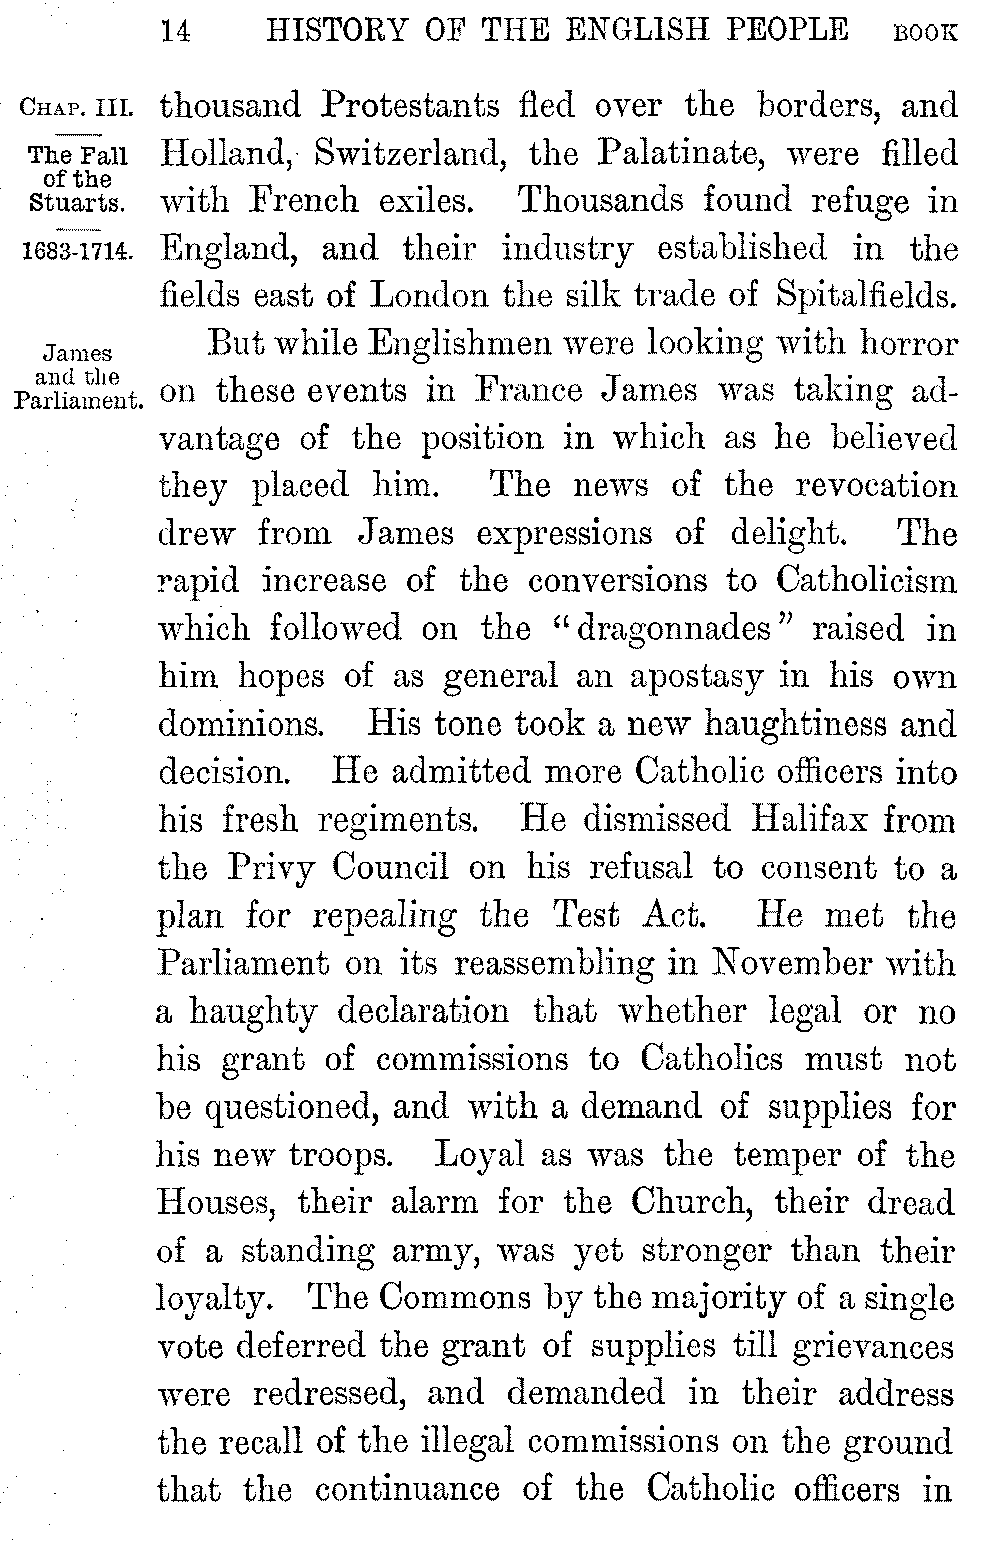 14 HISTORY OF THE ENGLISH PEOPLE BOOK
CHAP. III.
The Fall
of the
Stuarts.
1683-1714.
thousand Protestants fled over the borders, and
Holland, Switzerland, the Palatinate, were filled
with French exiles. Thousands found refuge in
England, and their industry established in the
fields east of London the silk trade of Spitalfields.
James
and the
Parliament.
But while Englishmen were looking with horror
on these events in France James was taking ad-
vantage of the position in which as he believed
they placed him. The news of the revocation
drew from James expressions of delight. The
rapid increase of the conversions to Catholicism
which followed on the "dragonnades" raised in
him hopes of as general an apostasy in his own
dominions. His tone took a new haughtiness and
decision. He admitted more Catholic officers into
his fresh regiments. He dismissed Halifax from
the Privy Council on his refusal to consent to a
plan for repealing the Test Act. He met the
Parliament on its reassembling in November with
a haughty declaration that whether legal or no
his grant of commissions to Catholics must not
be questioned, and with a demand of supplies for
his new troops. Loyal as was the temper of the
Houses, their alarm for the Church, their dread
of a standing army, was yet stronger than their
loyalty. The Commons by the majority of a single
vote deferred the grant of supplies till grievances
were redressed, and demanded in their address
the recall of the illegal commissions on the ground
that the continuance of the Catholic officers in